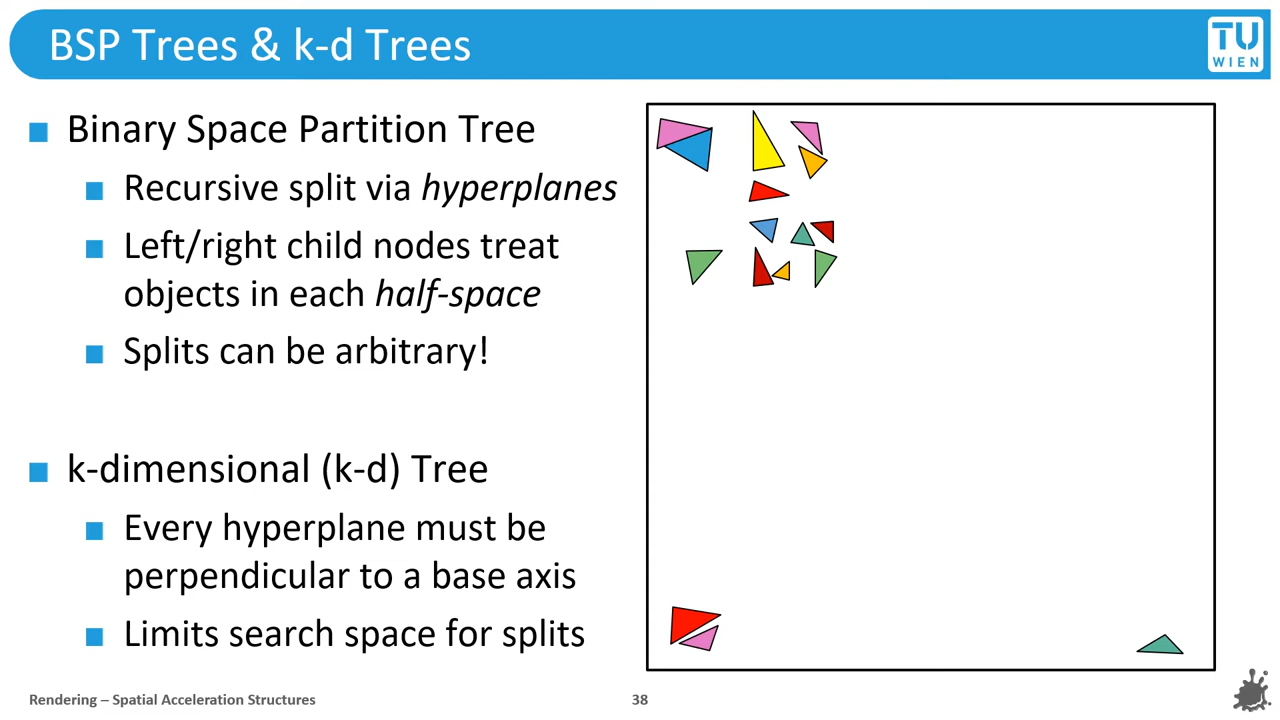 BSP Trees & k-d Trees
TU
WIEN
Binary Space Partition Tree
Recursive split via hyperplanes
Left/right child nodes treat
objects in each half-space
Splits can be arbitrary!
k-dimensional (k-d) Tree
Every hyperplane must be
perpendicular to a base axis
Limits search space for splits
Rendering – Spatial Acceleration Structures
38